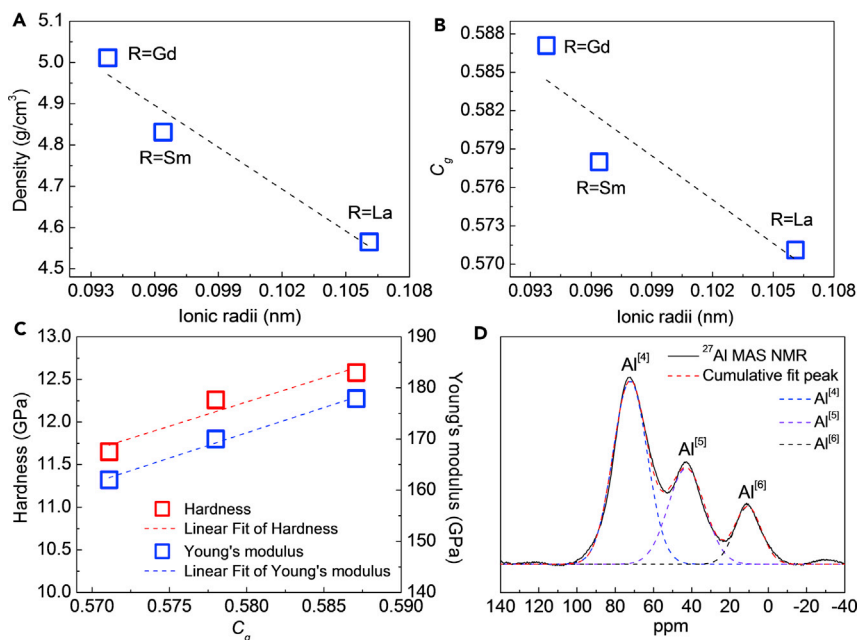 A
5.1
5.0
4.9
4.8
4.7
4.6
4.5
Density (g/cm³)
R=Gd
R=Sm
R=La
0.093 0.096 0.099 0.102 0.105 0.108
Ionic radii (nm)
B
0.588
0.585
0.582
0.579
0.576
0.573
0.570
C_g
R=Gd
R=Sm
R=La
0.093 0.096 0.099 0.102 0.105 0.108
Ionic radii (nm)
C
13.0
12.5
12.0
11.5
11.0
10.5
10.0
Hardness (GPa)
190
180
170
160
150
140
Young's modulus (GPa)
Hardness
Linear Fit of Hardness
Young's modulus
Linear Fit of Young's modulus
0.570 0.575 0.580 0.585 0.590
C_g
D
Al[4]
Al[5]
Al[6]
²⁷Al MAS NMR
Cumulative fit peak
Al[4]
Al[5]
Al[6]
140 120 100 80 60 40 20 0 -20 -40
ppm